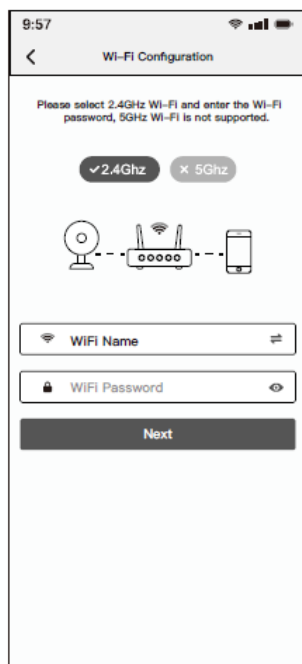 9:57
Wi-Fi Configuration
Please select 2.4GHz Wi-Fi and enter the Wi-Fi
password, 5GHz Wi-Fi is not supported.
2.4Ghz 5Ghz
WiFi Name
WiFi Password
Next